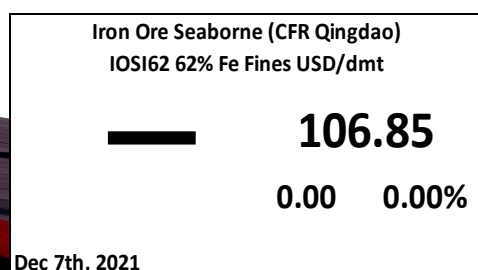 Iron Ore Seaborne (CFR Qingdao)
IOSI62 62% Fe Fines USD/dmt
106.85
0.00 0.00%
Dec 7th, 2021